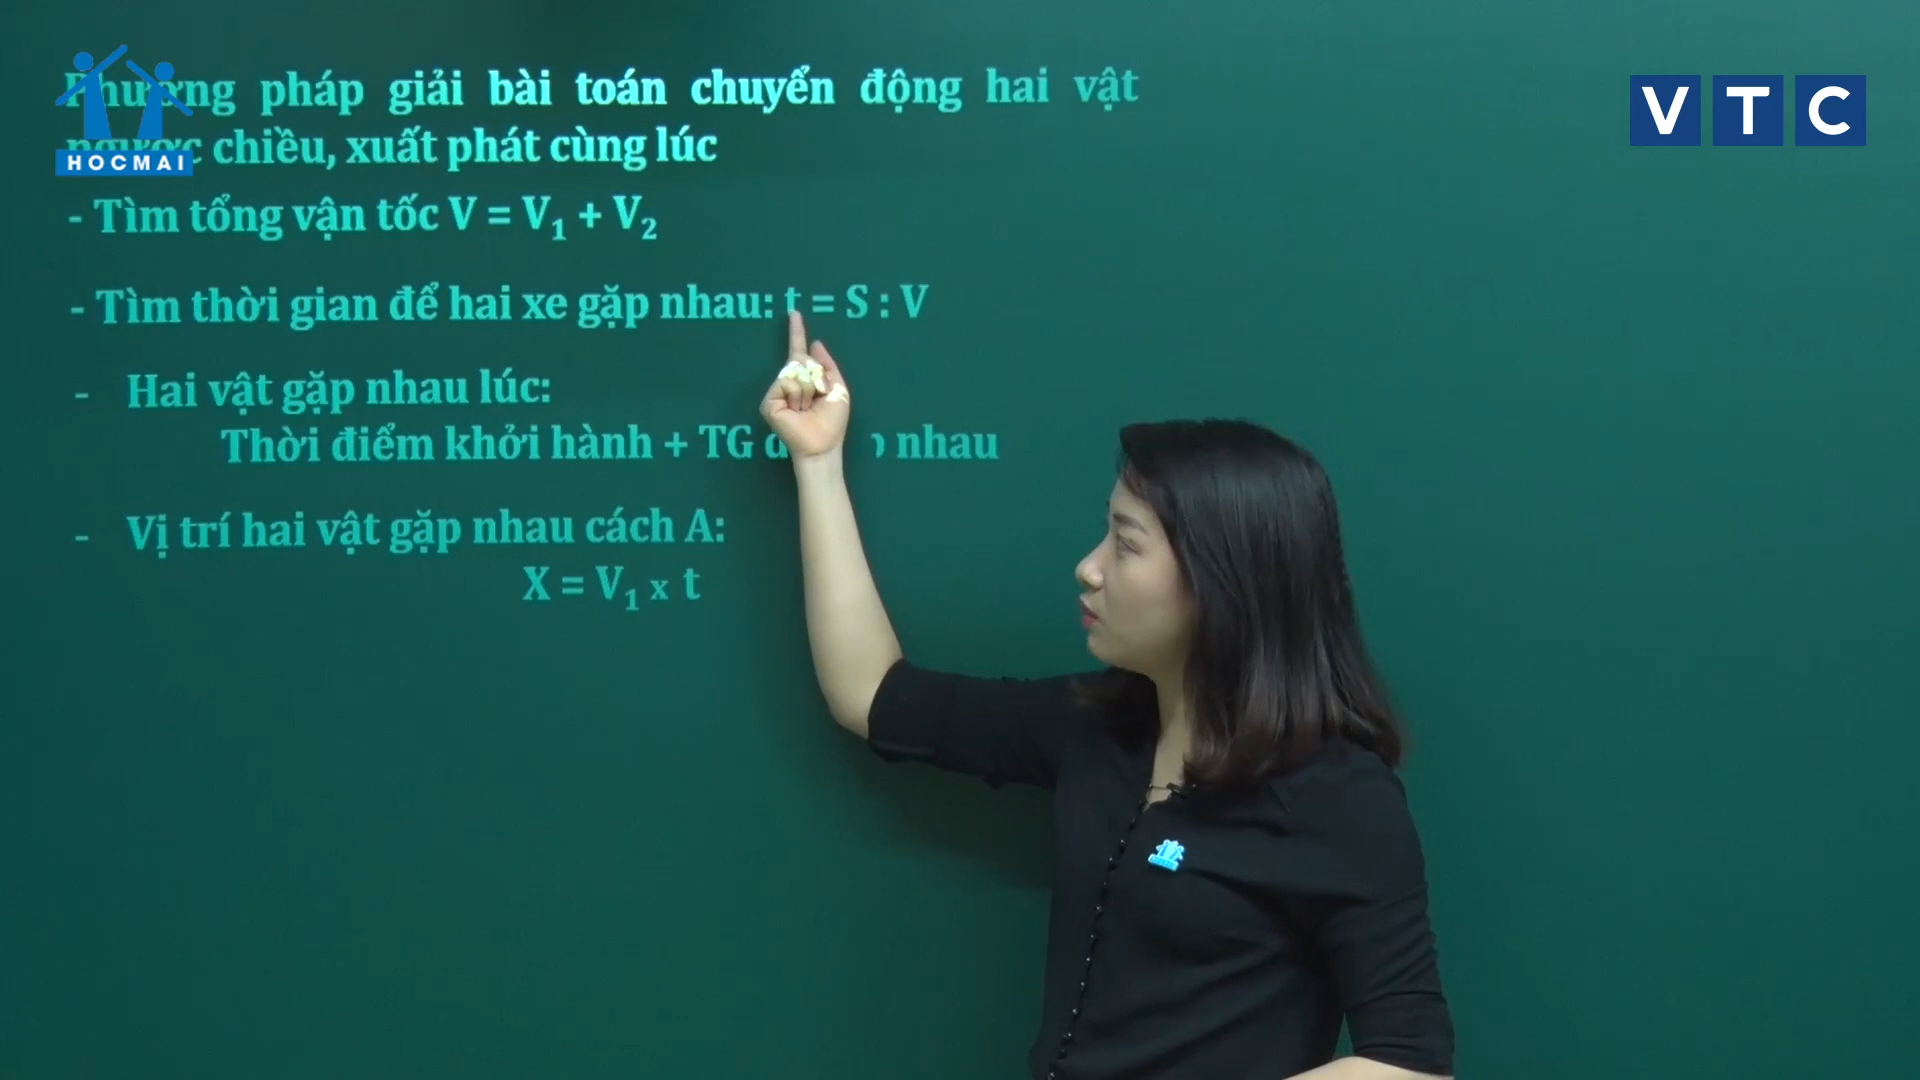 Phương pháp giải bài toán chuyển động hai vật
ngược chiều, xuất phát cùng lúc
- Tìm tổng vận tốc V = V₁ + V₂
- Tìm thời gian để hai xe gặp nhau: t = S : V
- Hai vật gặp nhau lúc:
Thời điểm khởi hành + TG nhau
- Vị trí hai vật gặp nhau cách A:
X = V₁ x t
HOCMAI
VTC